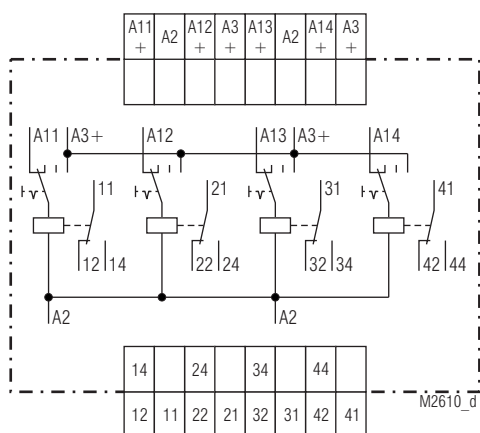 A11 A2 A12 A3 A13 A2 A14 A3
+ + + + + +
A11 A3+ A12 A13 A3+ A14
11 21 31 41
12 14 22 24 32 34 42 44
A2 A2
14 24 34 44
12 11 22 21 32 31 42 41
M2610_d